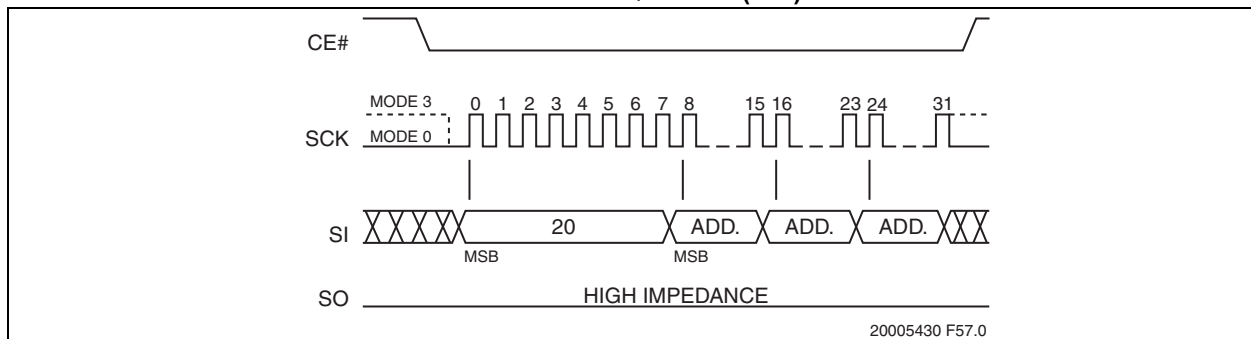 CE#
MODE 3
0 1 2 3 4 5 6 7 8 15 16 23 24 31
SCK MODE 0
SI 20 ADD. ADD. ADD.
MSB MSB
SO HIGH IMPEDANCE
20005430 F57.0